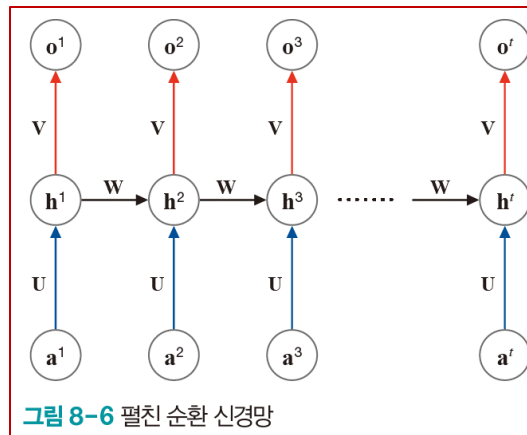 o¹ o² o³ oᵗ
V V V V
h¹ W h² W h³ ........ W hᵗ
U U U U
a¹ a² a³ aᵗ
그림 8-6 펼친 순환 신경망